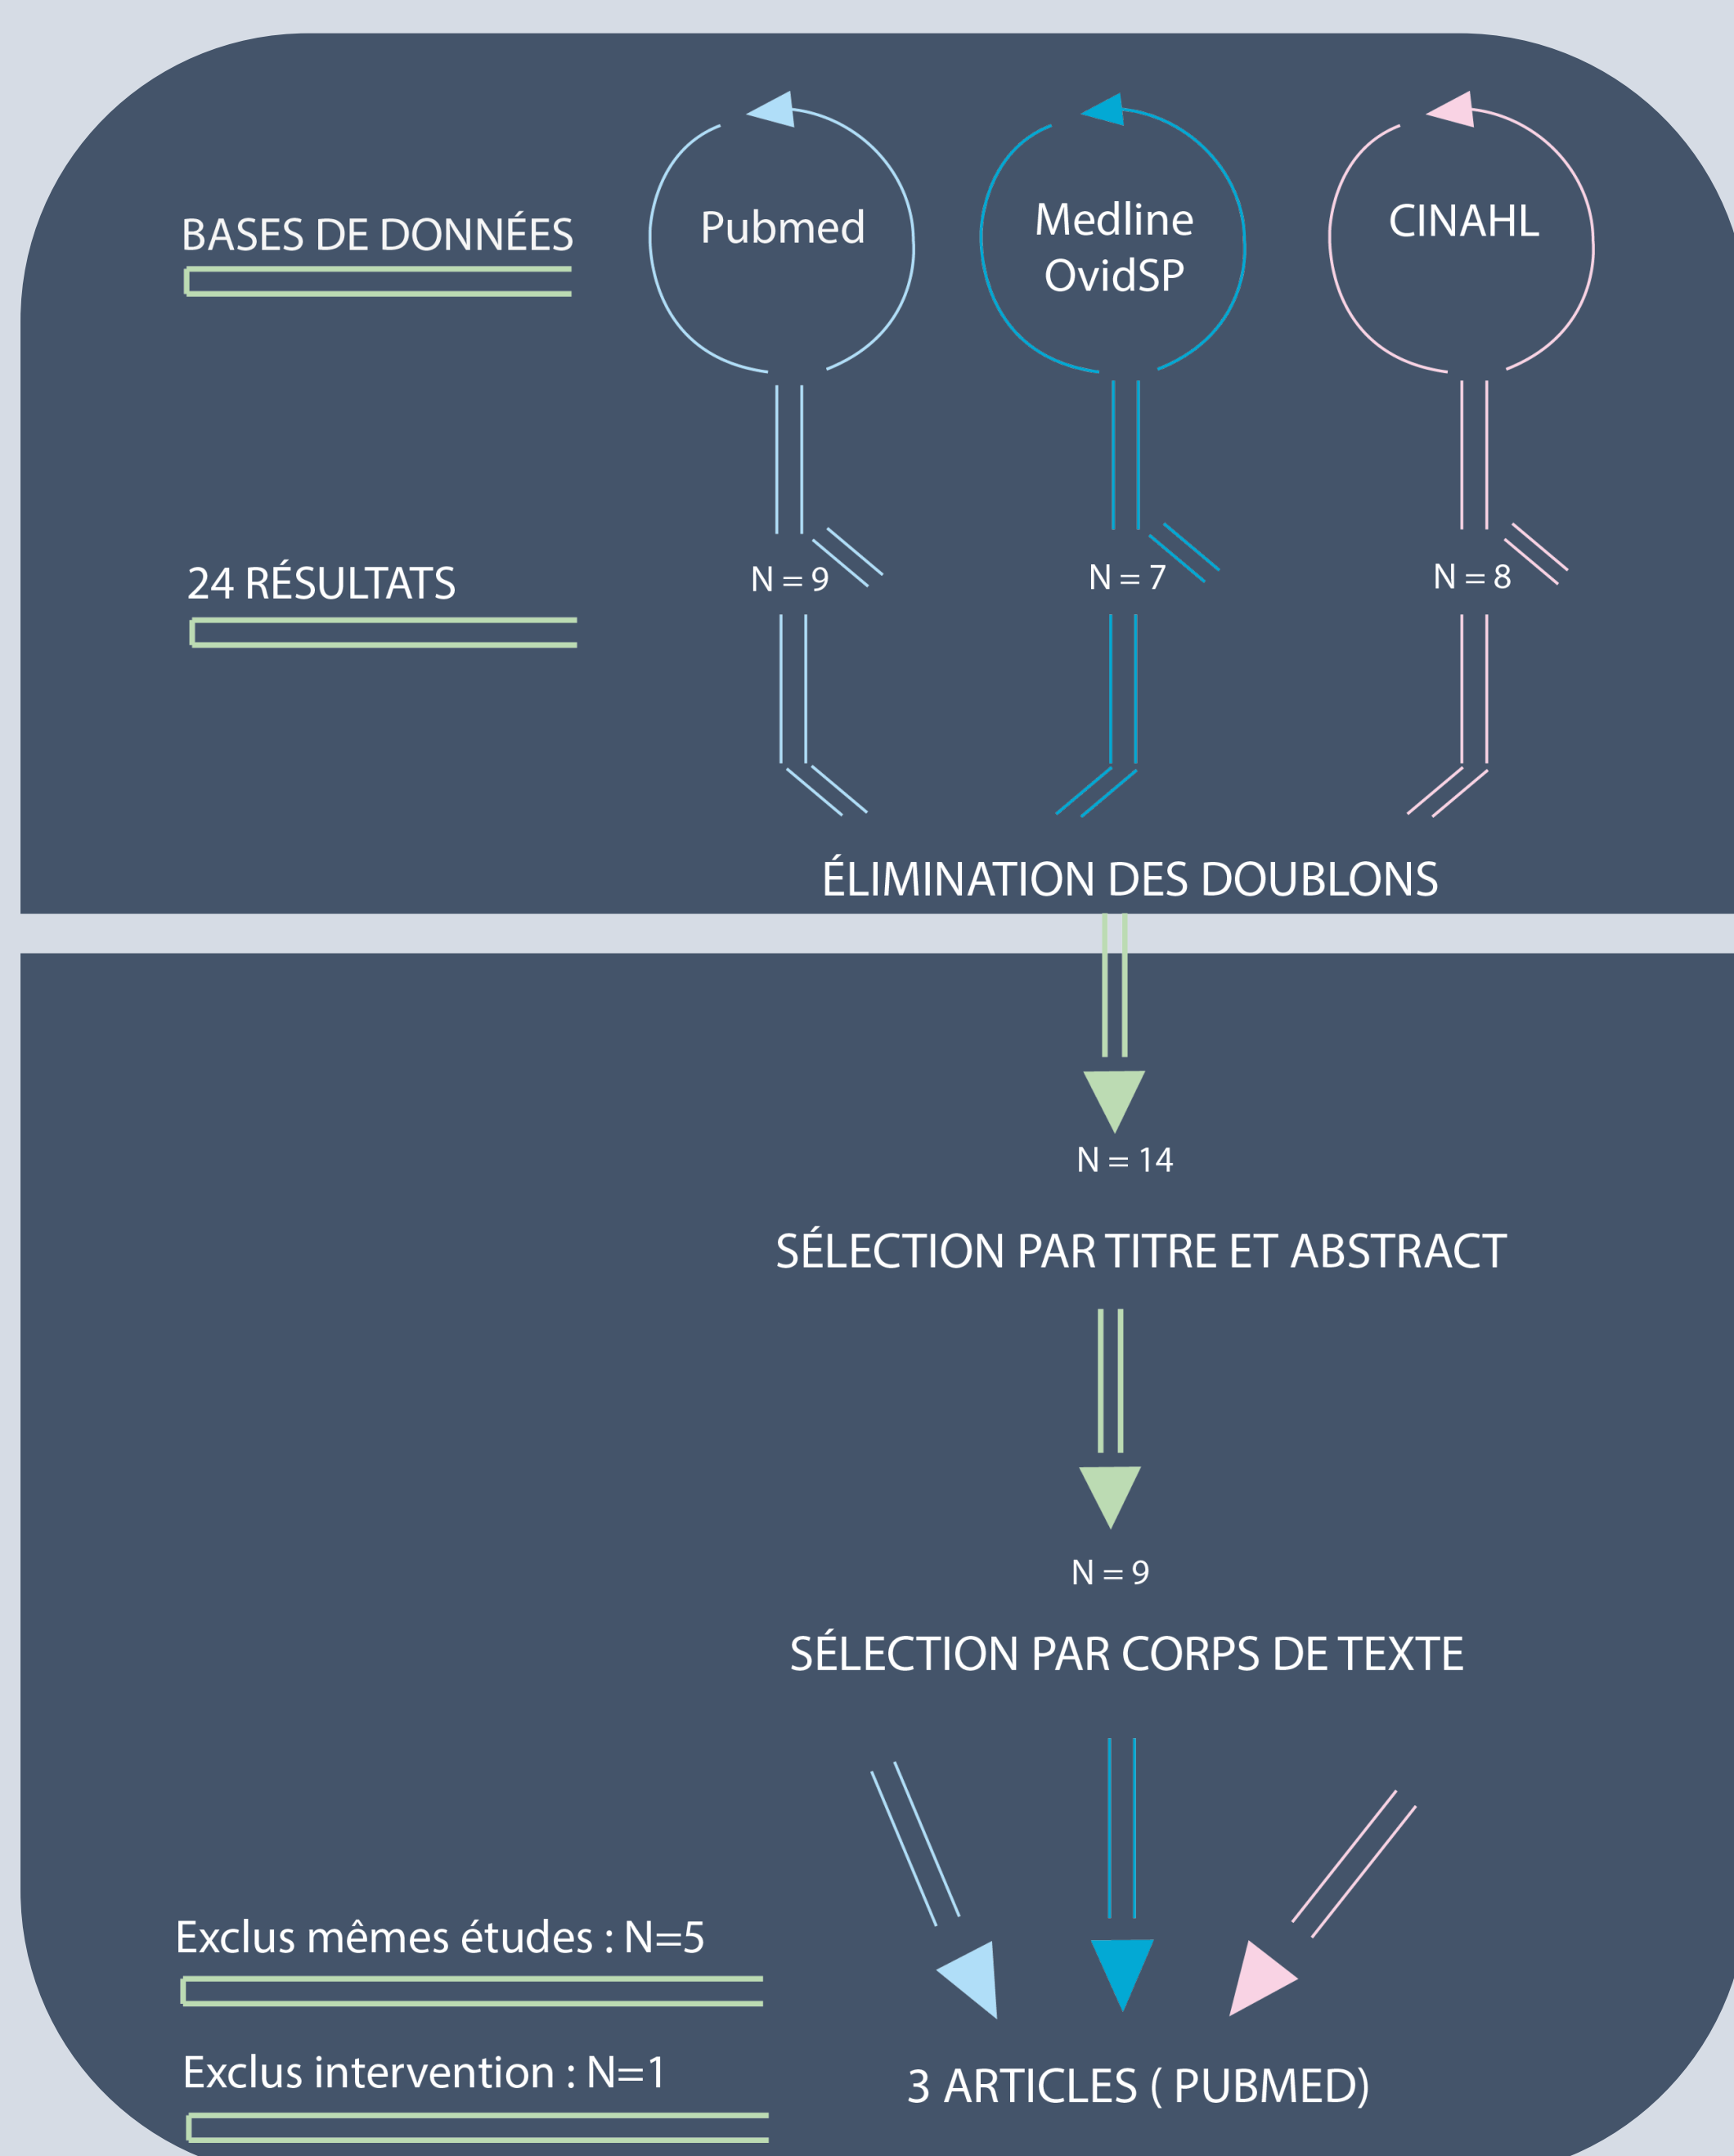 BASES DE DONNÉES
Pubmed
Medline
OvidSP
CINAHL
24 RÉSULTATS
N = 9
N = 7
N = 8
ÉLIMINATION DES DOUBLONS
N = 14
SÉLECTION PAR TITRE ET ABSTRACT
N = 9
SÉLECTION PAR CORPS DE TEXTE
Exclus mêmes études : N=5
Exclus intervention : N=1
3 ARTICLES ( PUBMED)